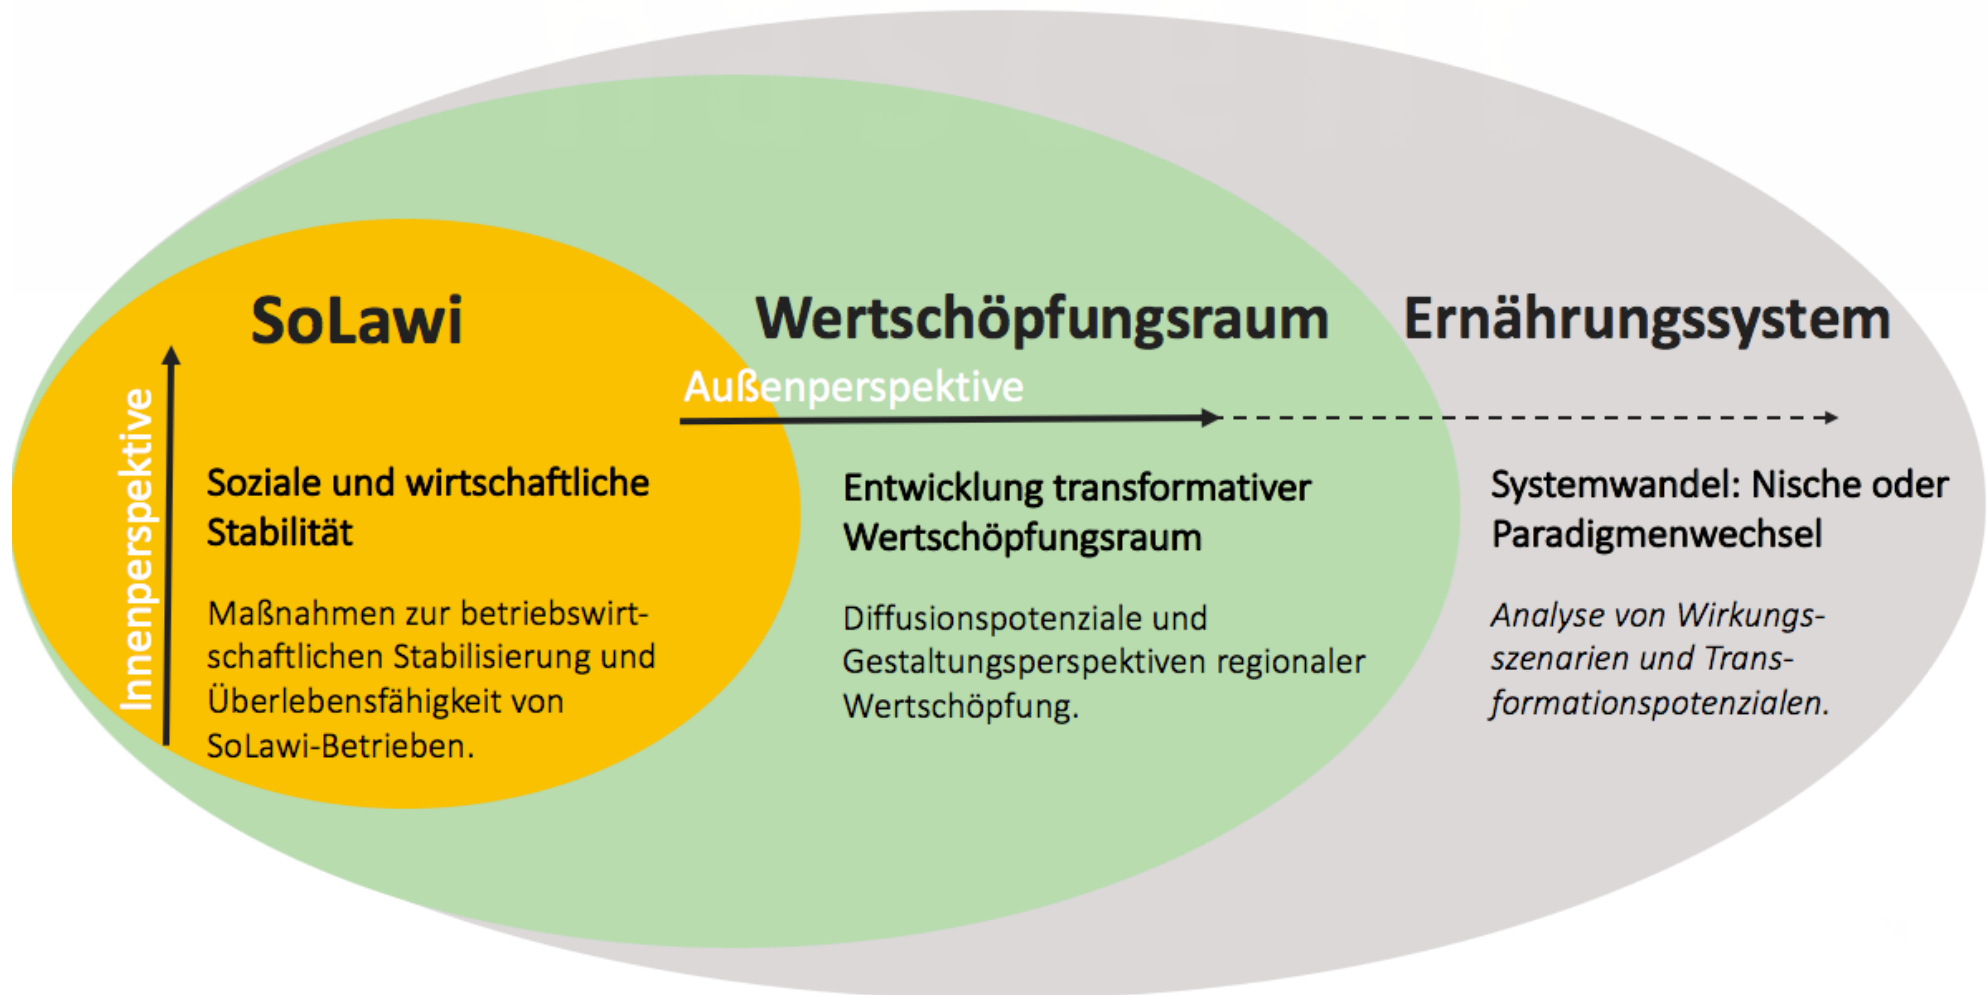 SoLawi
Innenperspektive
Soziale und wirtschaftliche
Stabilität
Maßnahmen zur betriebswirt-
schaftlichen Stabilisierung und
Überlebensfähigkeit von
SoLawi-Betrieben.
Wertschöpfungsraum
Außenperspektive
Entwicklung transformativer
Wertschöpfungsraum
Diffusionspotenziale und
Gestaltungsperspektiven regionaler
Wertschöpfung.
Ernährungssystem
Systemwandel: Nische oder
Paradigmenwechsel
Analyse von Wirkungs-
szenarien und Trans-
formationspotenzialen.